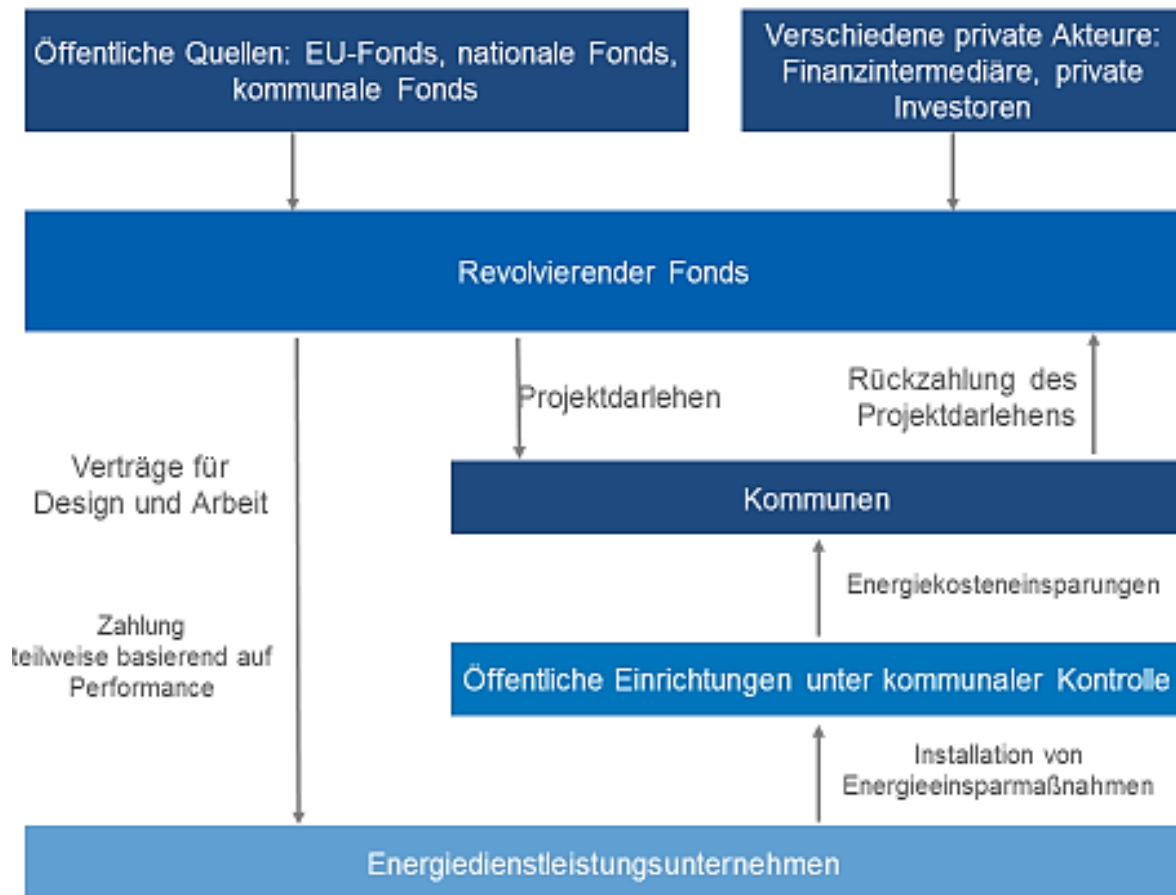 Öffentliche Quellen: EU-Fonds, nationale Fonds,
kommunale Fonds
Verschiedene private Akteure:
Finanzintermediäre, private
Investoren
Revolvierender Fonds
Projektdarlehen
Rückzahlung des
Projektdarlehens
Verträge für
Design und Arbeit
Kommunen
Energiekosteneinsparungen
Zahlung
teilweise basierend auf
Performance
Öffentliche Einrichtungen unter kommunaler Kontrolle
Installation von
Energieeinsparmaßnahmen
Energiedienstleistungsunternehmen